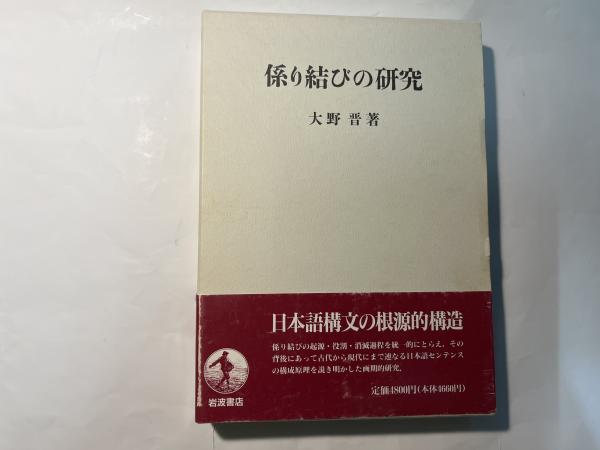 係り結びの研究
大野 晋著
日本語構文の根源的構造
係り結びの起源・役割・消滅過程を統一的にとらえ、その
背後にあって古代から現代にまで連なる日本語センテンス
の構成原理を説き明かした画期的研究．
定価4800円(本体4660円)
岩波書店